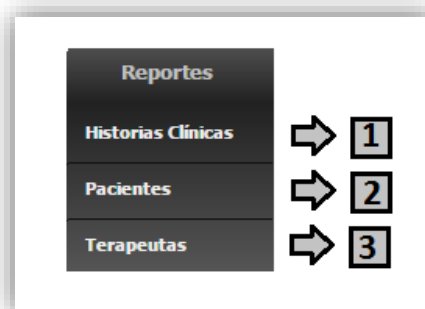 Reportes
Historias Clínicas 1
Pacientes 2
Terapeutas 3